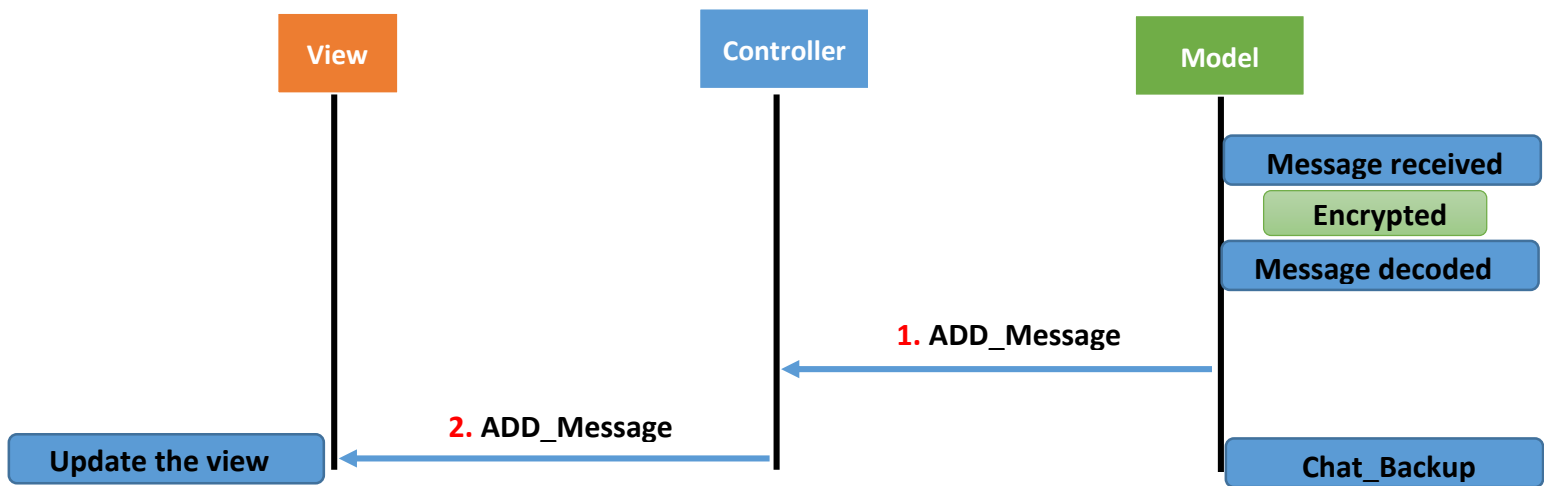 View
Controller
Model
Message received
Encrypted
Message decoded
1. ADD_Message
2. ADD_Message
Update the view
Chat_Backup